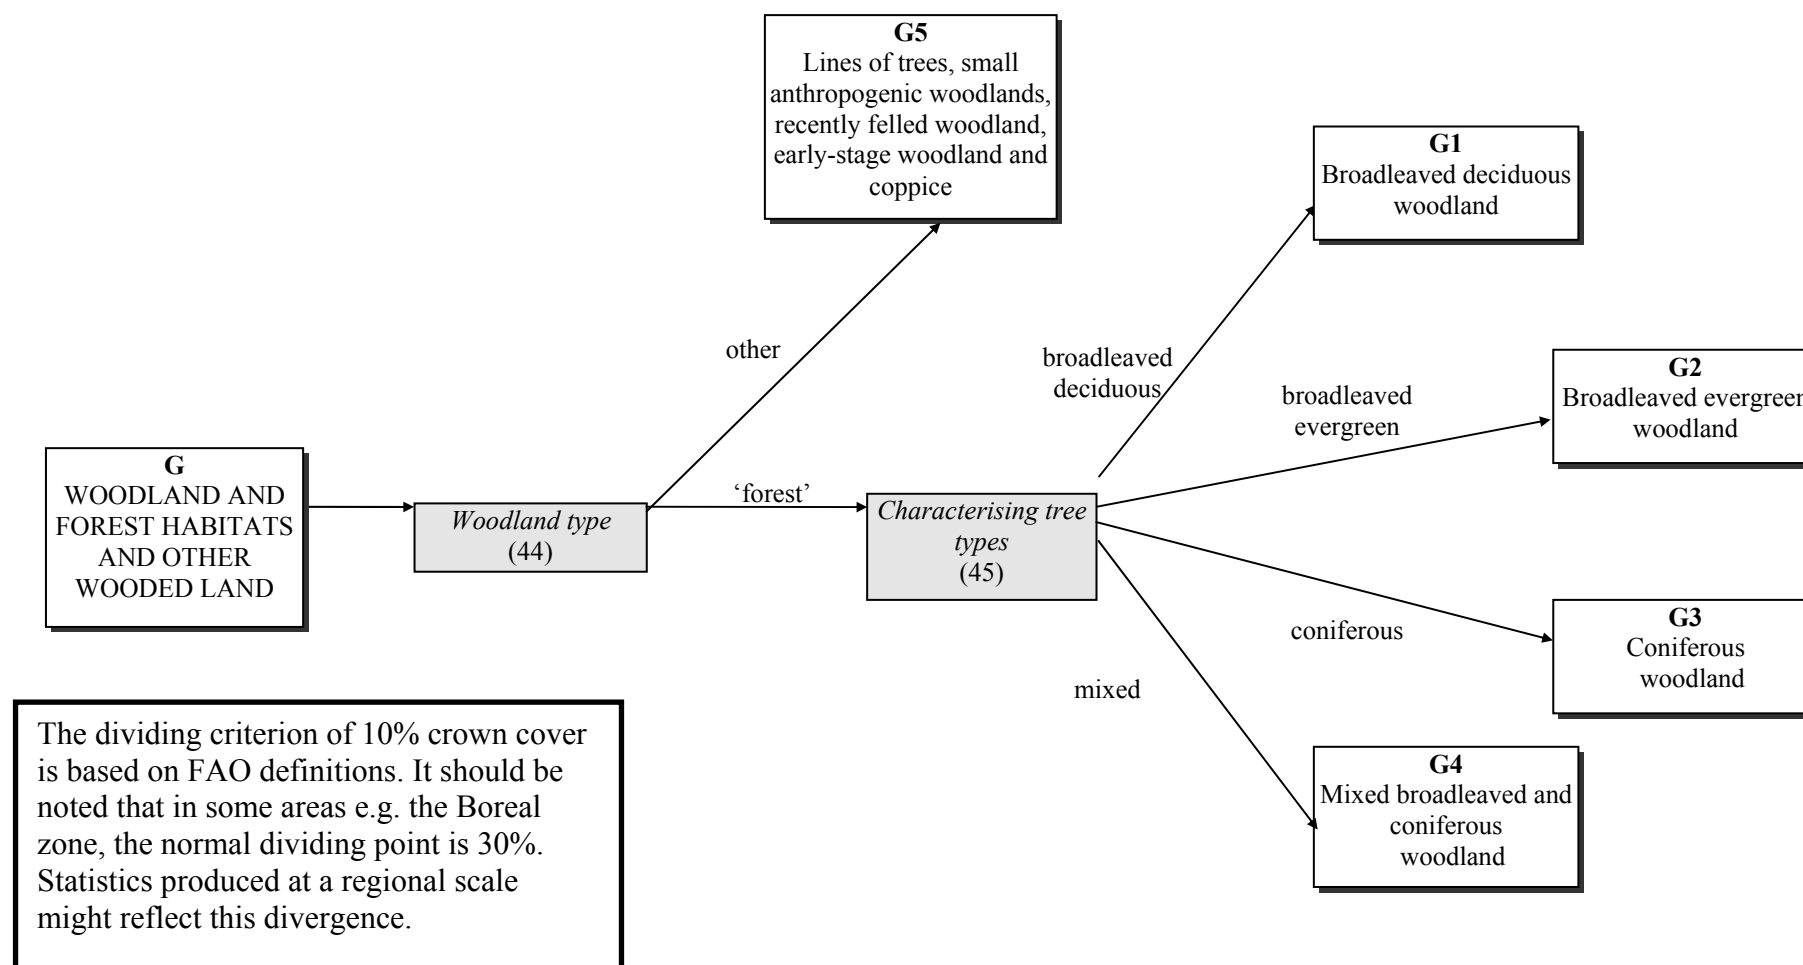 G5
Lines of trees, small
anthropogenic woodlands,
recently felled woodland,
early-stage woodland and
coppice
G1
Broadleaved deciduous
woodland
other
broadleaved
deciduous
broadleaved
evergreen
G2
Broadleaved evergreen
woodland
G
WOODLAND AND
FOREST HABITATS
AND OTHER
WOODED LAND
Woodland type
(44)
‘forest’
Characterising tree
types
(45)
coniferous
G3
Coniferous
woodland
mixed
G4
Mixed broadleaved and
coniferous
woodland
The dividing criterion of 10% crown cover
is based on FAO definitions. It should be
noted that in some areas e.g. the Boreal
zone, the normal dividing point is 30%.
Statistics produced at a regional scale
might reflect this divergence.